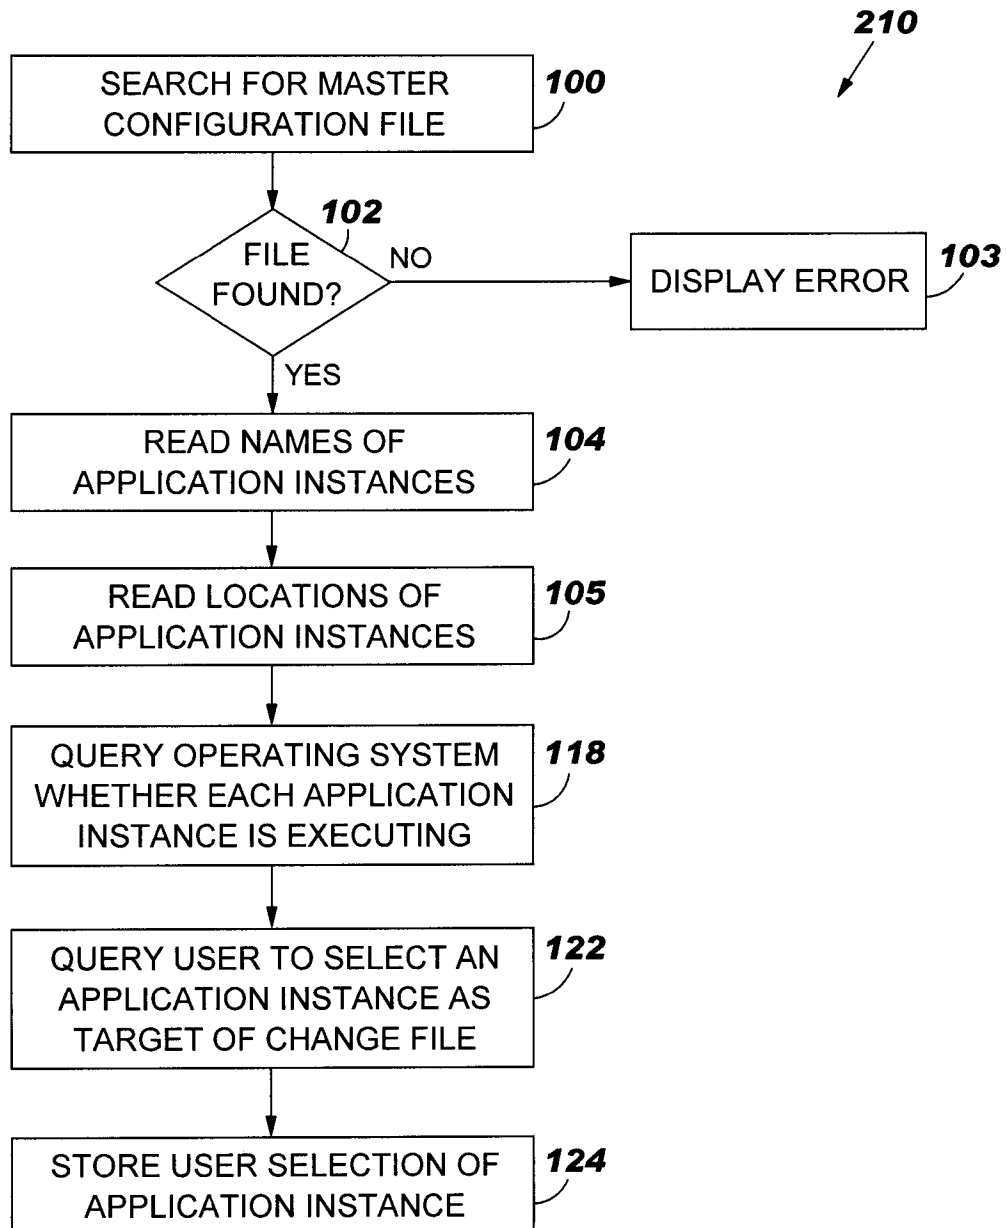 210
SEARCH FOR MASTER
CONFIGURATION FILE
100
102
FILE
FOUND?
NO
DISPLAY ERROR
103
YES
READ NAMES OF
APPLICATION INSTANCES
104
READ LOCATIONS OF
APPLICATION INSTANCES
105
QUERY OPERATING SYSTEM
WHETHER EACH APPLICATION
INSTANCE IS EXECUTING
118
QUERY USER TO SELECT AN
APPLICATION INSTANCE AS
TARGET OF CHANGE FILE
122
STORE USER SELECTION OF
APPLICATION INSTANCE
124